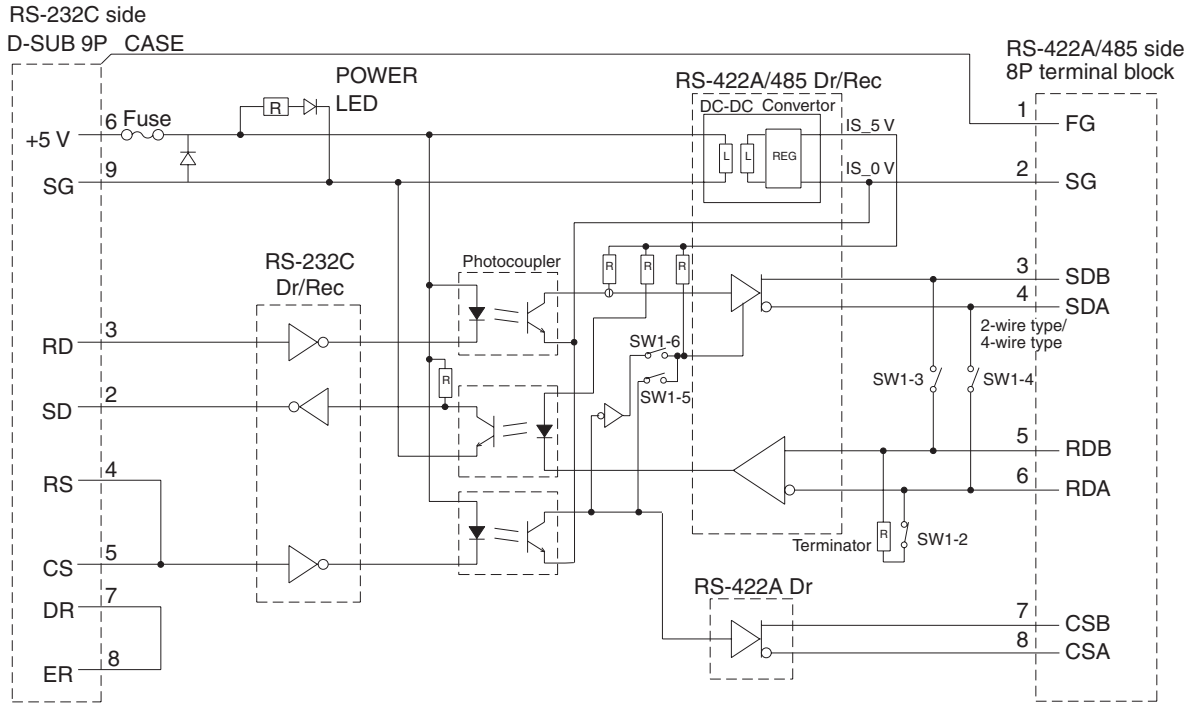 RS-232C side
D-SUB 9P CASE
RS-422A/485 side
8P terminal block
POWER
LED
RS-422A/485 Dr/Rec
DC-DC Convertor
6 Fuse
+5 V
R
L
L
REG
IS_5 V
1
FG
9
SG
IS_0 V
2
SG
RS-232C
Dr/Rec
Photocoupler
R
R
R
3
SDB
4
SDA
2-wire type/
4-wire type
3
RD
SW1-6
SW1-5
SW1-3
SW1-4
R
2
SD
5
RDB
4
RS
6
RDA
Terminator
R
SW1-2
5
CS
7
DR
RS-422A Dr
7
CSB
8
CSA
8
ER